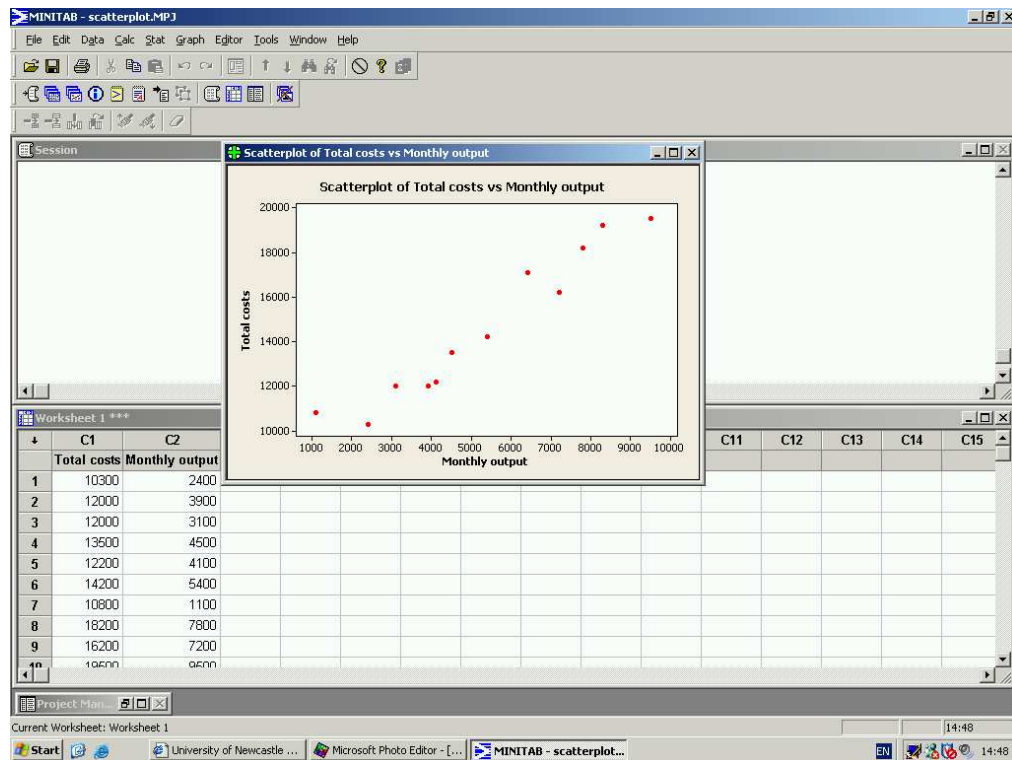 MINITAB - scatterplot.MPJ
File Edit Data Calc Stat Graph Editor Tools Window Help
Session
Scatterplot of Total costs vs Monthly output
Scatterplot of Total costs vs Monthly output
20000
18000
16000
14000
12000
10000
Total costs
1000 2000 3000 4000 5000 6000 7000 8000 9000 10000
Monthly output
Worksheet 1 ***
C1 C2 C11 C12 C13 C14 C15
Total costs Monthly output
1 10300 2400
2 12000 3900
3 12000 3100
4 13500 4500
5 12200 4100
6 14200 5400
7 10800 1100
8 18200 7800
9 16200 7200
10 19500 9500
Project Man...
Current Worksheet: Worksheet 1 14:48
Start University of Newcastle ... Microsoft Photo Editor - [... MINITAB - scatterplot... EN 14:48